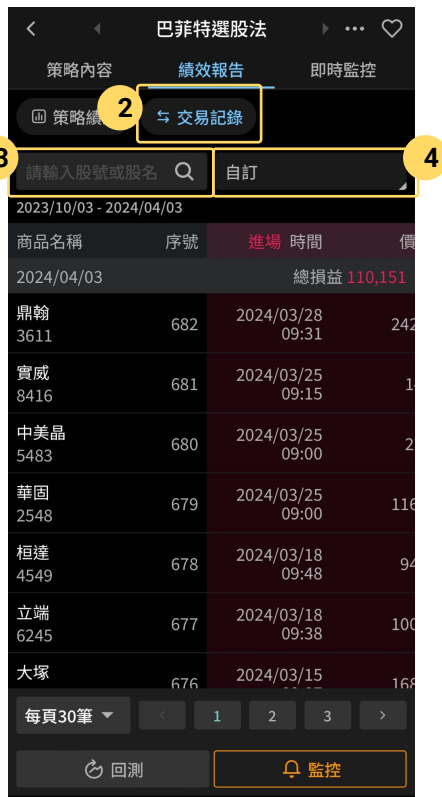 巴菲特選股法
策略內容 績效報告 即時監控
策略績 2 交易記錄
3 請輸入股號或股名 自訂 4
2023/10/03 - 2024/04/03
商品名稱 序號 進場 時間 價
2024/04/03 總損益 110,151
鼎翰 682 2024/03/28 242
3611 09:31
實威 681 2024/03/25
8416 09:15
中美晶 680 2024/03/25 2
5483 09:00
華固 679 2024/03/25 116
2548 09:00
桓達 678 2024/03/18 94
4549 09:48
立端 677 2024/03/18 100
6245 09:38
大塚 676 2024/03/15 168
每頁30筆 < 1 2 3 >
回測 監控